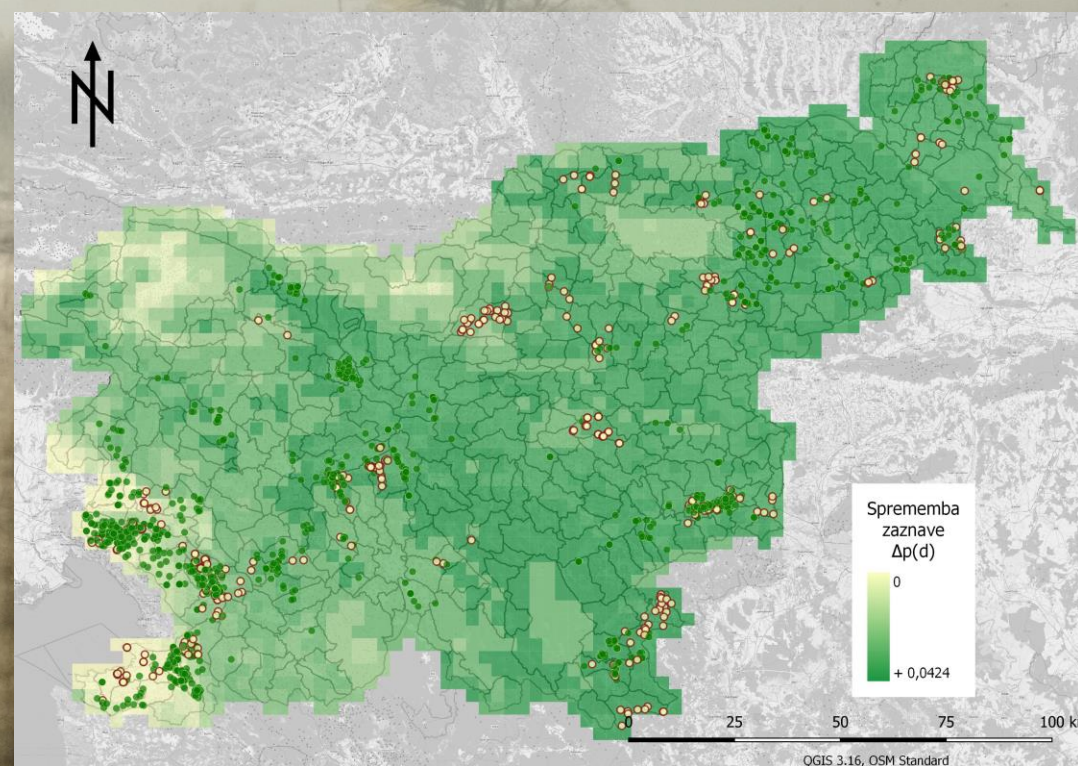 N
Sprememba
zaznave
Δp(d)
0
+ 0,0424
0 25 50 75 100 k
QGIS 3.16, OSM Standard